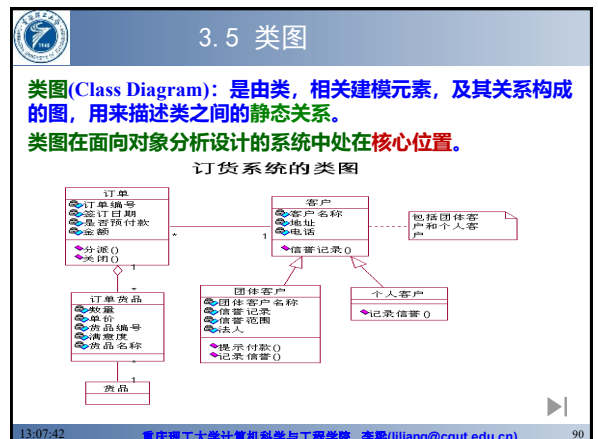 3.5 类图
类图(Class Diagram)：是由类，相关建模元素，及其关系构成
的图，用来描述类之间的静态关系。
类图在面向对象分析设计的系统中处在核心位置。
订货系统的类图
订单
订单编号
签订日期
是否预付款
金额
分派()
关闭()
*
1
客户
客户名称
地址
电话
信誉记录()
包括团体客
户和个人客
户
1
*
订单货品
数量
单价
货品编号
满意度
货品名称
*
1
货品
团体客户
团体客户名称
信誉记录
信誉范围
法人
提示付款()
记录信誉()
个人客户
记录信誉()
13:07:42
重庆理工大学计算机科学与工程学院 李梁(liliang@cqut.edu.cn)
90